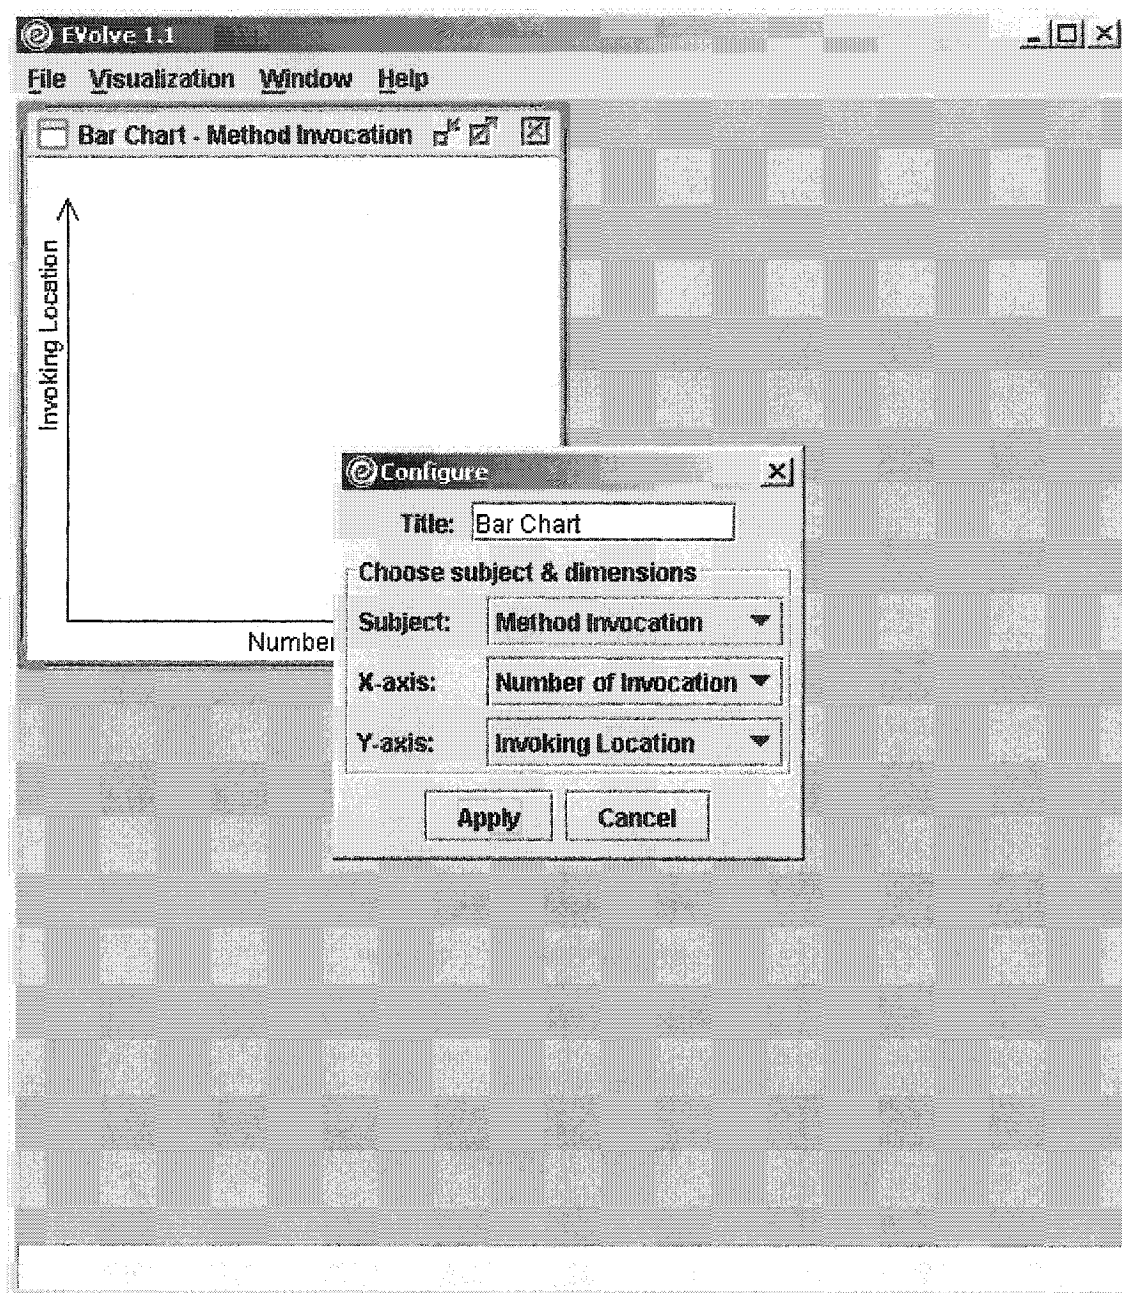 EVolve 1.1
File Visualization Window Help
Bar Chart - Method Invocation
Invoking Location
Number
Configure
Title: Bar Chart
Choose subject & dimensions
Subject: Method Invocation
X-axis: Number of Invocation
Y-axis: Invoking Location
Apply Cancel